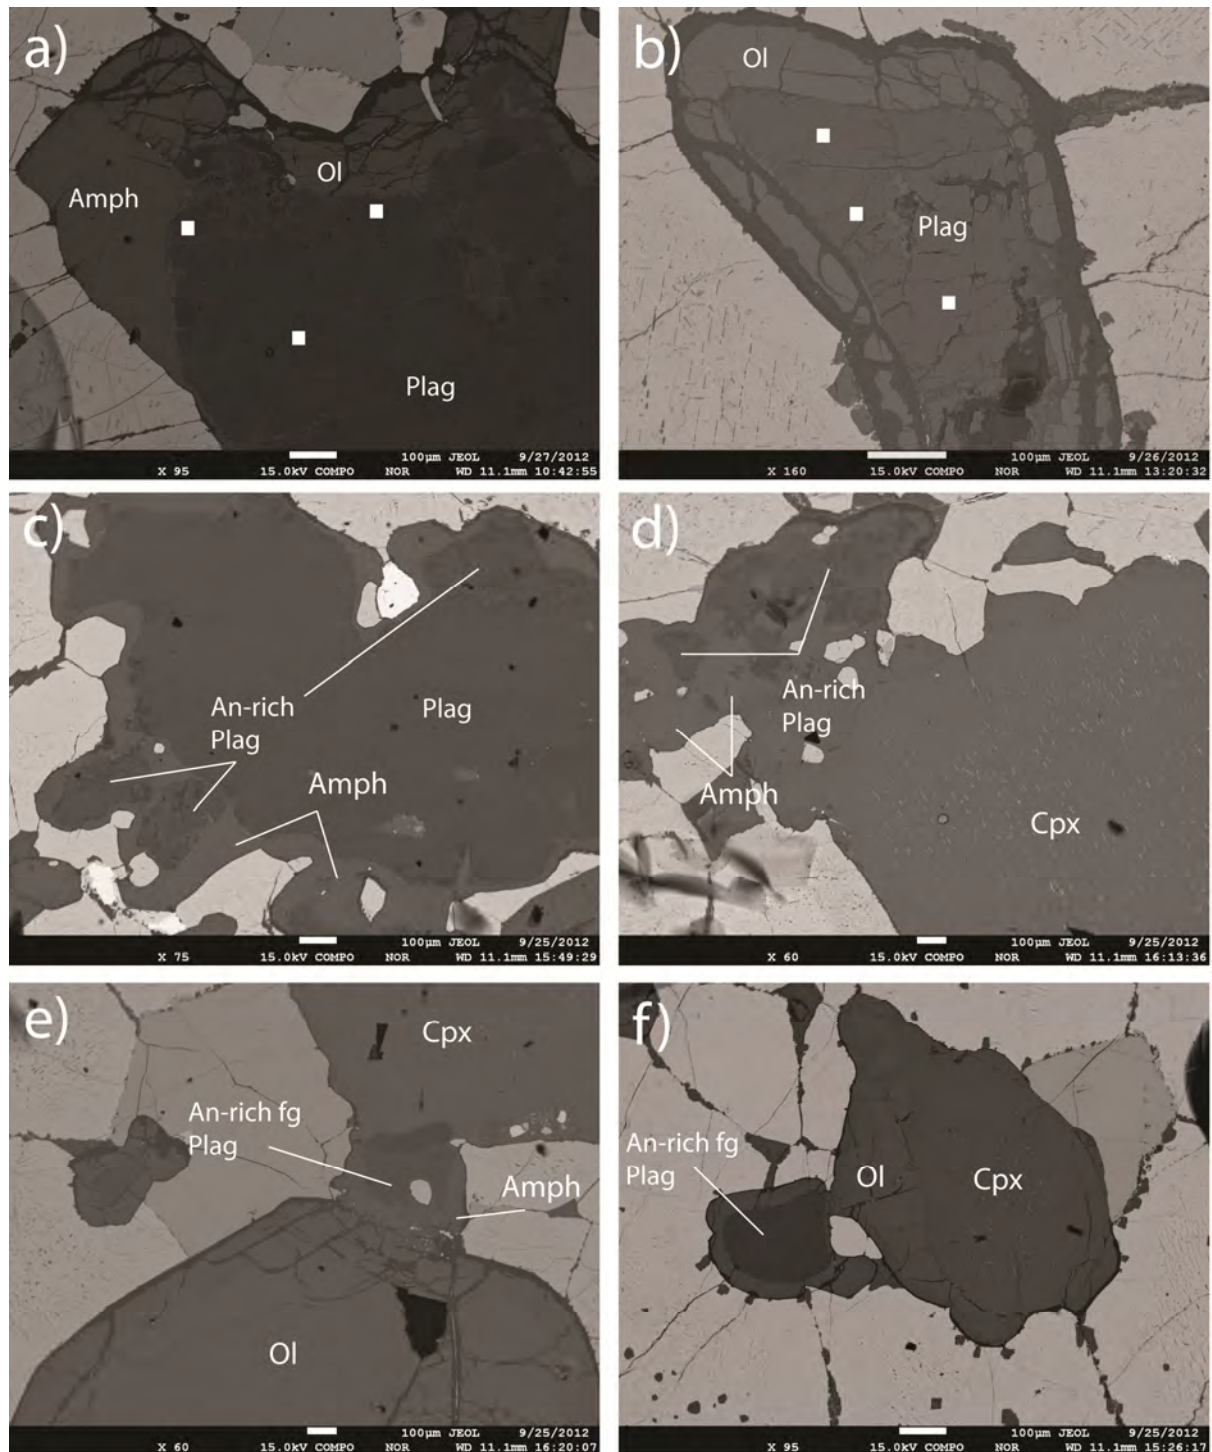 a)
Ol
Amph
Plag
100µm JEOL 9/27/2012
X 95 15.0kV COMPO NOR WD 11.1mm 10:42:55
b)
Ol
Plag
100µm JEOL 9/26/2012
X 160 15.0kV COMPO NOR WD 11.1mm 13:20:32
c)
An-rich
Plag
Plag
Amph
100µm JEOL 9/25/2012
X 75 15.0kV COMPO NOR WD 11.1mm 15:49:29
d)
An-rich
Plag
Amph
Cpx
100µm JEOL 9/25/2012
X 60 15.0kV COMPO NOR WD 11.1mm 16:13:36
e)
Cpx
An-rich fg
Plag
Amph
Ol
100µm JEOL 9/25/2012
X 60 15.0kV COMPO NOR WD 11.1mm 16:20:07
f)
An-rich fg
Plag
Ol
Cpx
100µm JEOL 9/25/2012
X 95 15.0kV COMPO NOR WD 11.1mm 15:26:17